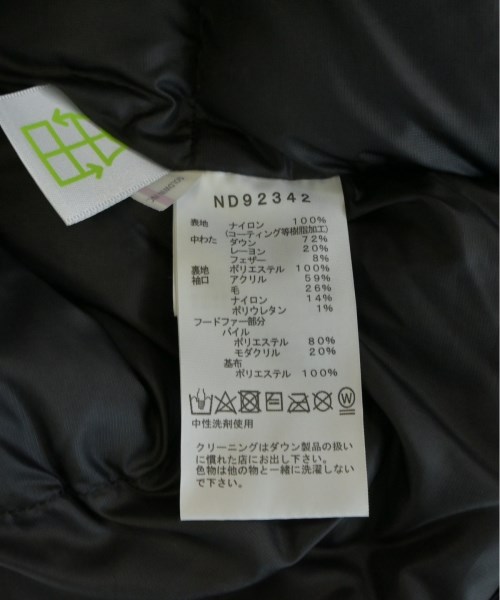 ND92342
表地 ナイロン 100%
(コーティング等樹脂加工)
中わた ダウン 72%
レーヨン 20%
フェザー 8%
裏地 ポリエステル 100%
袖口 アクリル 59%
毛 26%
ナイロン 14%
ポリウレタン 1%
フードファー部分
パイル
ポリエステル 80%
モダクリル 20%
基布
ポリエステル 100%
W
中性洗剤使用
クリーニングはダウン製品の扱い
に慣れた店にお出し下さい。
色物は他の物と一緒に洗濯しない
で下さい。